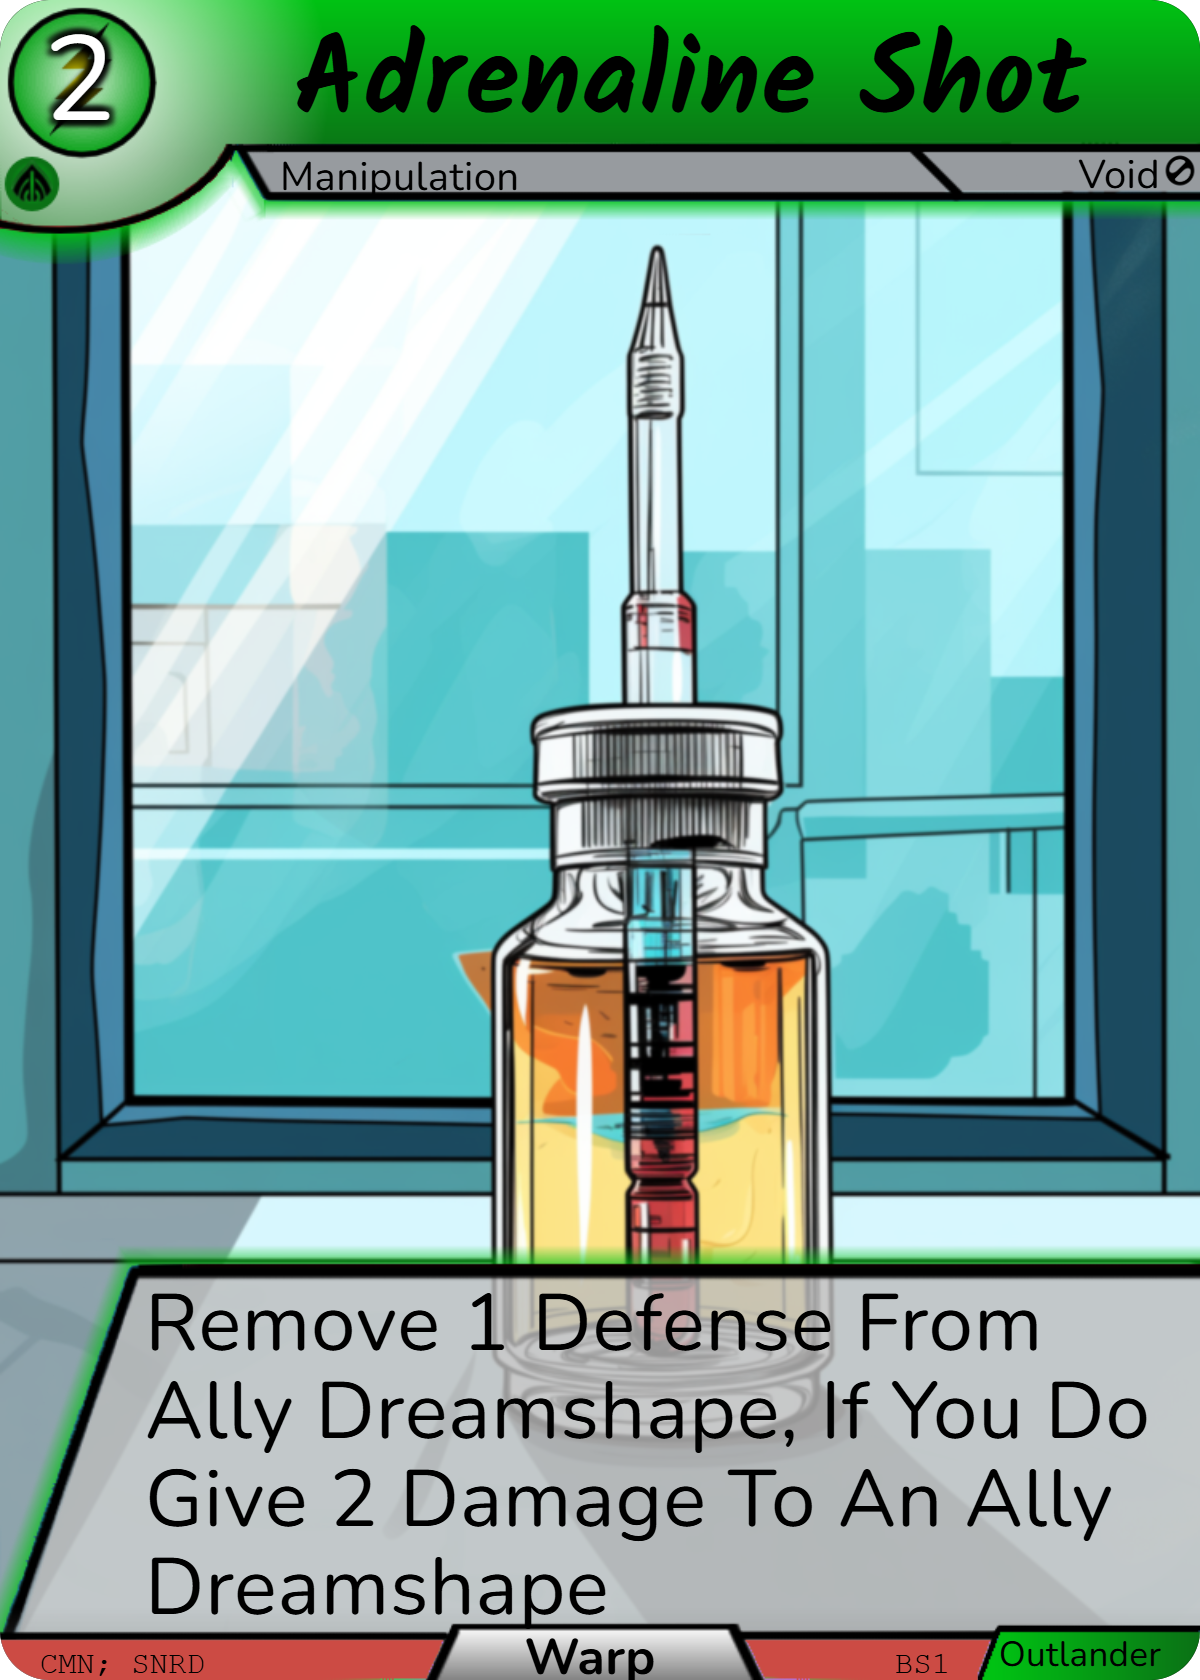 2
Adrenaline Shot
Manipulation
Void
Remove 1 Defense From
Ally Dreamshape, If You Do
Give 2 Damage To An Ally
Dreamshape
CMN; SNRD
Warp
BS1
Outlander